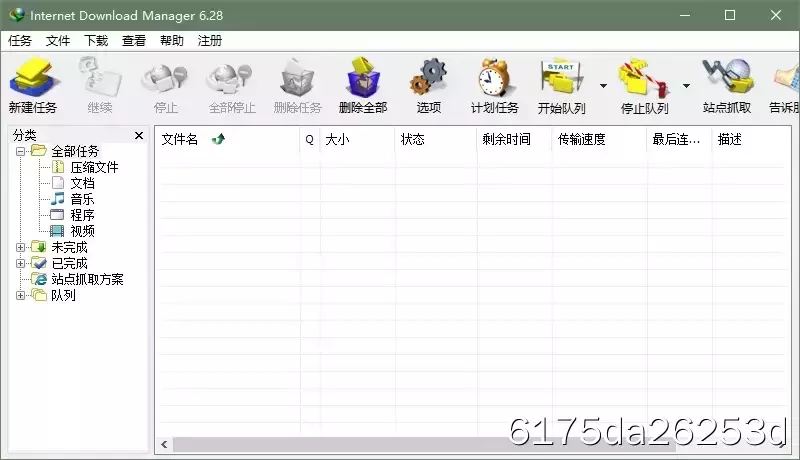 Internet Download Manager 6.28
任务 文件 下载 查看 帮助 注册
新建任务 继续 停止 全部停止 删除任务 删除全部 选项 计划任务 START 开始队列 停止队列 站点抓取 告诉朋
分类
文件名 Q 大小 状态 剩余时间 传输速度 最后连... 描述
全部任务
压缩文件
文档
音乐
程序
视频
未完成
已完成
站点抓取方案
队列
6175da26253d